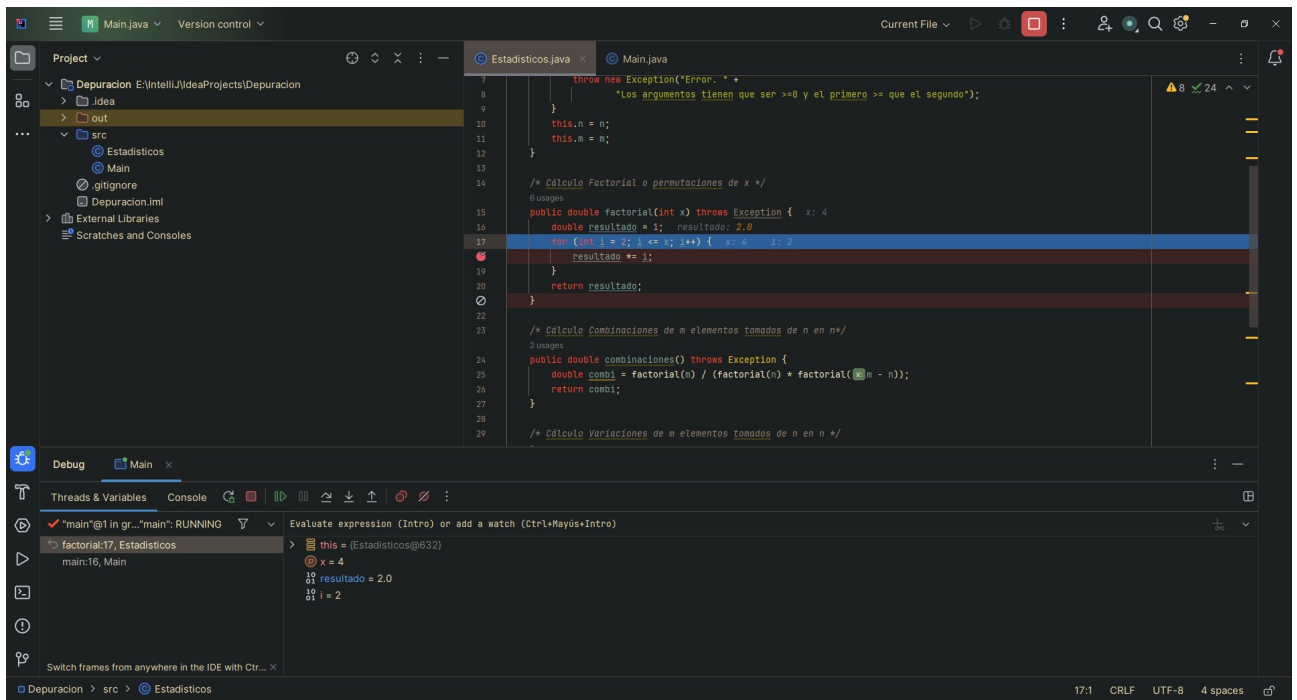 M Main.java Version control Current File
Project
Depuracion E:\IntelliJ\IdeaProjects\Depuracion
.idea
out
src
Estadisticos
Main
.gitignore
Depuracion.iml
External Libraries
Scratches and Consoles
Estadisticos.java Main.java
8 24
7 throw new Exception("Error. " +
8 "Los argumentos tienen que ser >=0 y el primero >= que el segundo");
9 }
10 this.n = n;
11 this.m = m;
12 }
13
14 /* Cálculo Factorial o permutaciones de x */
6 usages
15 public double factorial(int x) throws Exception { x: 4
16 double resultado = 1; resultado: 2.0
17 for (int i = 2; i <= x; i++) { x: 4 i: 2
resultado *= i;
19 }
20 return resultado;
}
22
23 /* Cálculo Combinaciones de m elementos tomados de n en n*/
2 usages
24 public double combinaciones() throws Exception {
25 double combi = factorial(m) / (factorial(n) * factorial( x: m - n));
26 return combi;
27 }
28
29 /* Cálculo Variaciones de m elementos tomados de n en n */
Debug Main
Threads & Variables Console
"main"@1 in gr..."main": RUNNING
factorial:17, Estadisticos
main:16, Main
Switch frames from anywhere in the IDE with Ctr...
Evaluate expression (Intro) or add a watch (Ctrl+Mayús+Intro)
this = {Estadisticos@632}
x = 4
resultado = 2.0
i = 2
Depuracion > src > Estadisticos 17:1 CRLF UTF-8 4 spaces